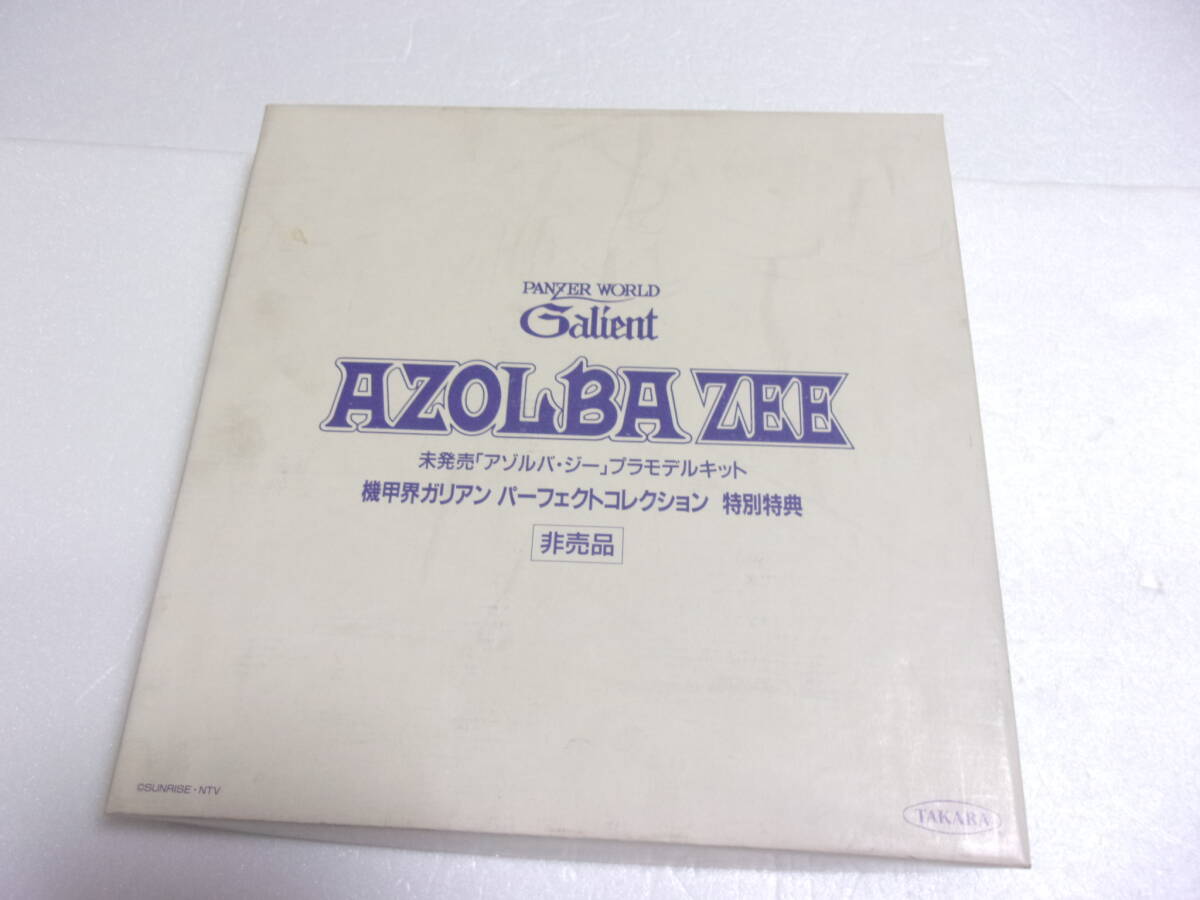 PANZER WORLD
Galient
AZOLBA ZEE
未発売「アゾルバ・ジー」プラモデルキット
機甲界ガリアン パーフェクトコレクション 特別特典
非売品
©SUNRISE・NTV
TAKARA